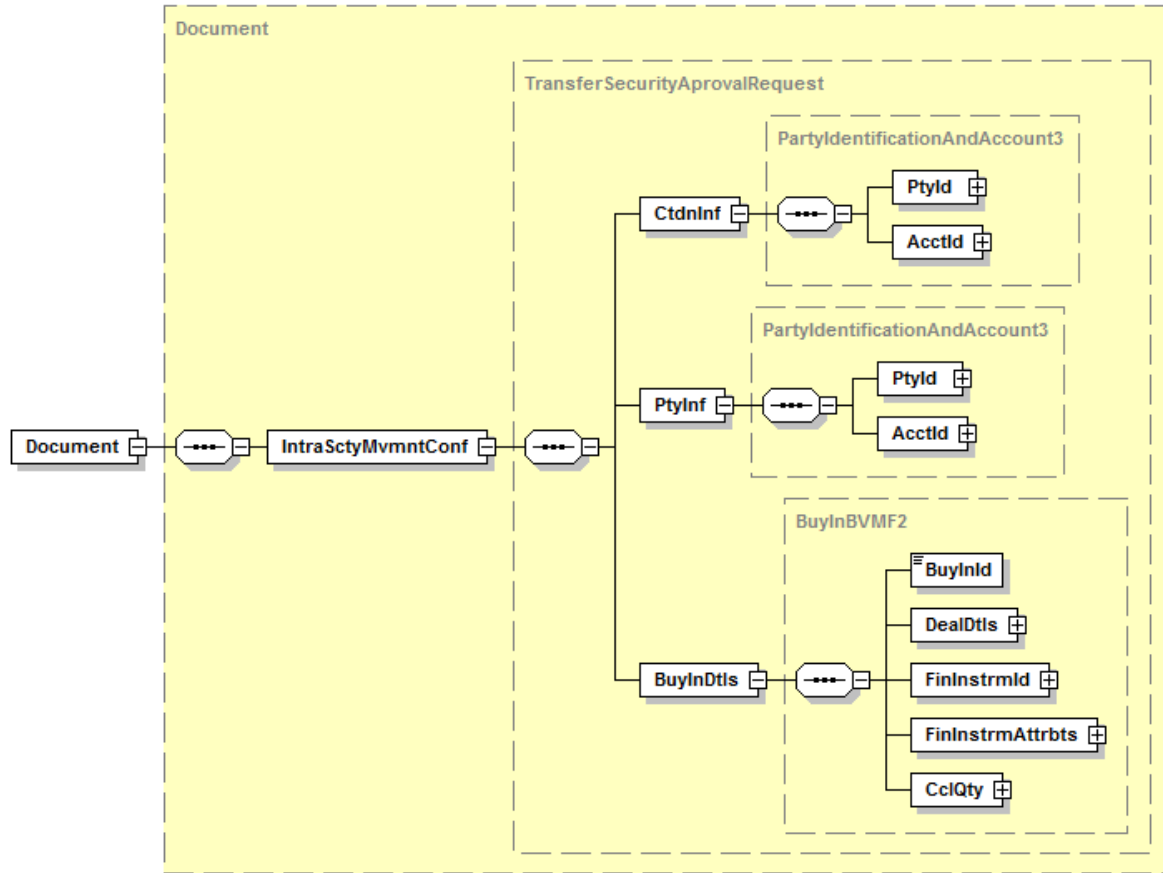 Document
TransferSecurityAprovalRequest
PartyIdentificationAndAccount3
PtyId
CtdnInf
AcctId
PartyIdentificationAndAccount3
PtyId
PtyInf
AcctId
Document
IntraSctyMvmntConf
BuyInBVMF2
BuyInId
DealDtls
BuyInDtls
FinInstrmId
FinInstrmAttrbts
CclQty